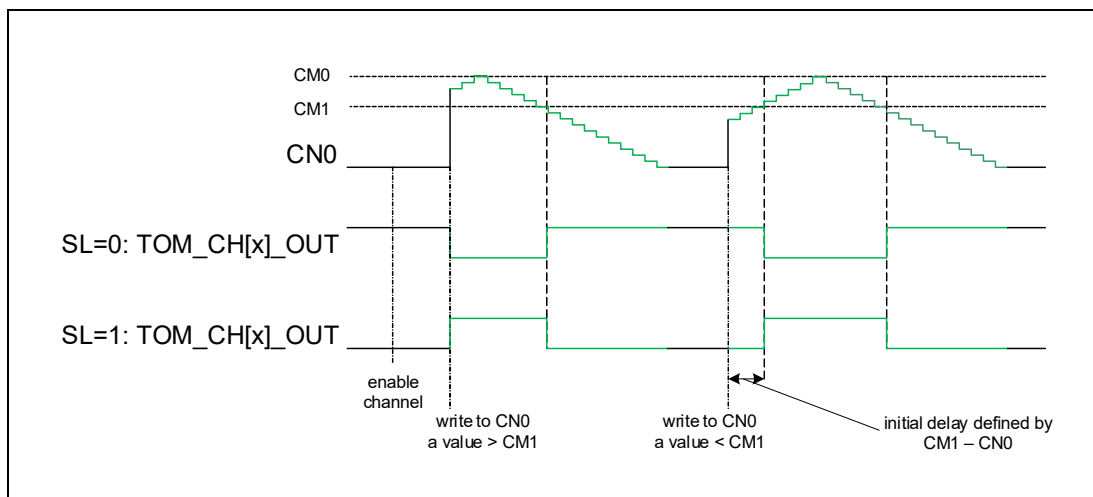 CM0
CM1
CN0
SL=0: TOM_CH[x]_OUT
SL=1: TOM_CH[x]_OUT
enable
channel
write to CN0
a value > CM1
write to CN0
a value < CM1
initial delay defined by
CM1 – CN0